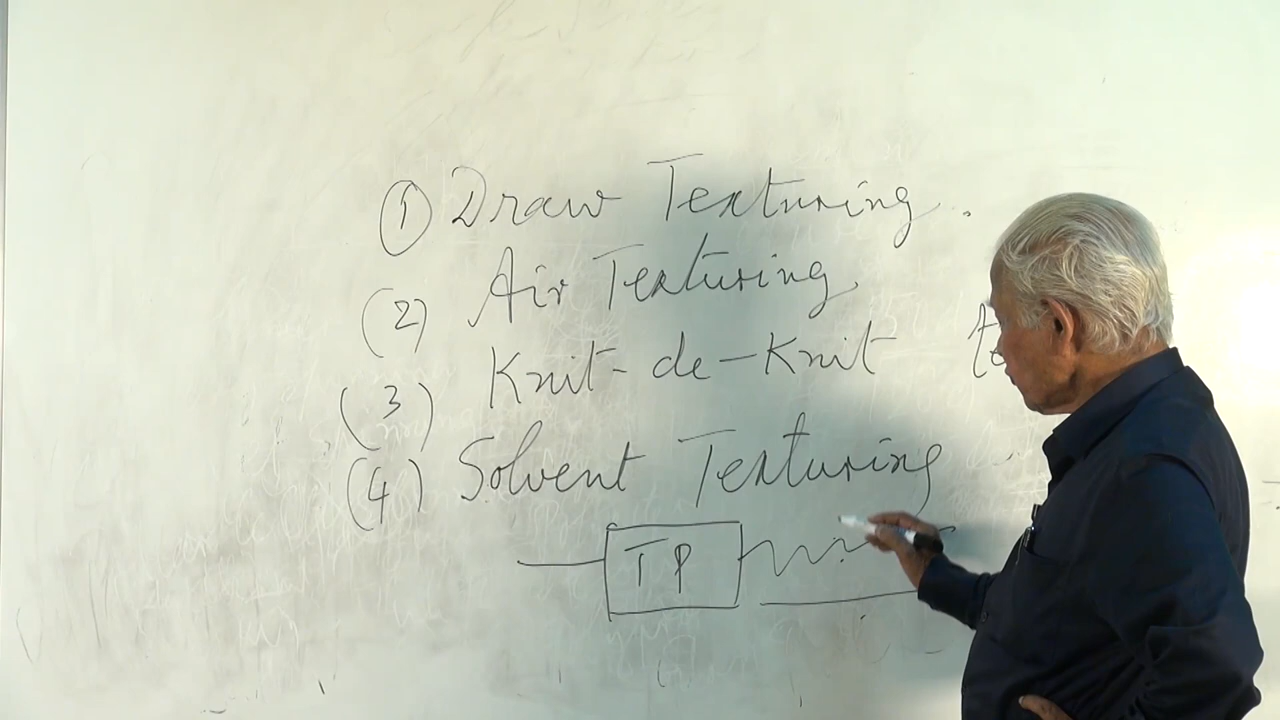 ① Draw Texturing.
(2) Air Texturing.
(3) Knit-de-Knit
(4) Solvent Texturing
TP